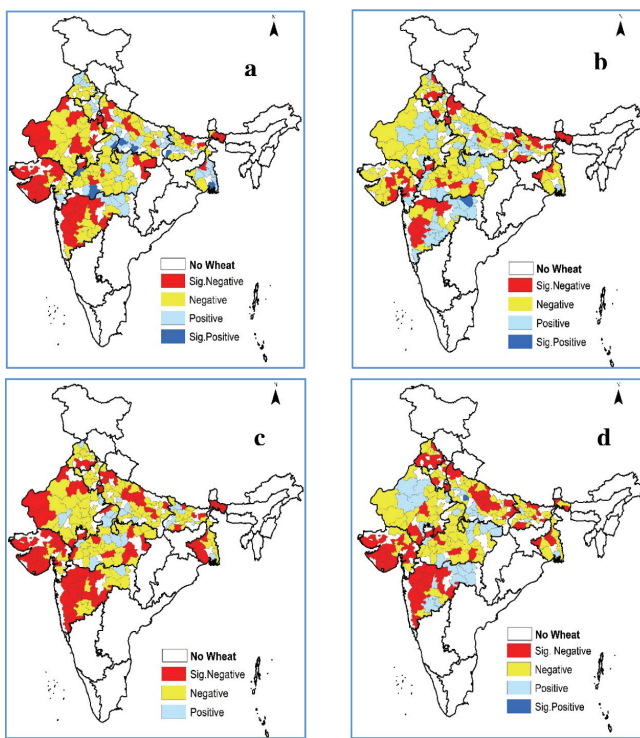 a
No Wheat
Sig.Negative
Negative
Positive
Sig.Positive
b
No Wheat
Sig.Negative
Negative
Positive
Sig.Positive
c
No Wheat
Sig.Negative
Negative
Positive
d
No Wheat
Sig. Negative
Negative
Positive
Sig.Positive